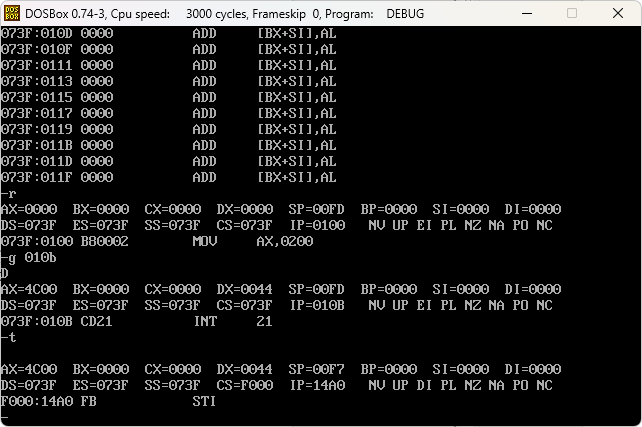 DOSBox 0.74-3, Cpu speed: 3000 cycles, Frameskip 0, Program: DEBUG
073F:010D 0000 ADD [BX+SI],AL
073F:010F 0000 ADD [BX+SI],AL
073F:0111 0000 ADD [BX+SI],AL
073F:0113 0000 ADD [BX+SI],AL
073F:0115 0000 ADD [BX+SI],AL
073F:0117 0000 ADD [BX+SI],AL
073F:0119 0000 ADD [BX+SI],AL
073F:011B 0000 ADD [BX+SI],AL
073F:011D 0000 ADD [BX+SI],AL
073F:011F 0000 ADD [BX+SI],AL
-r
AX=0000 BX=0000 CX=0000 DX=0000 SP=00FD BP=0000 SI=0000 DI=0000
DS=073F ES=073F SS=073F CS=073F IP=0100 NV UP EI PL NZ NA PO NC
073F:0100 B80002 MOV AX,0200
-g 010b
D
AX=4C00 BX=0000 CX=0000 DX=0044 SP=00FD BP=0000 SI=0000 DI=0000
DS=073F ES=073F SS=073F CS=073F IP=010B NV UP EI PL NZ NA PO NC
073F:010B CD21 INT 21
-t
AX=4C00 BX=0000 CX=0000 DX=0044 SP=00F7 BP=0000 SI=0000 DI=0000
DS=073F ES=073F SS=073F CS=F000 IP=14A0 NV UP DI PL NZ NA PO NC
F000:14A0 FB STI
-